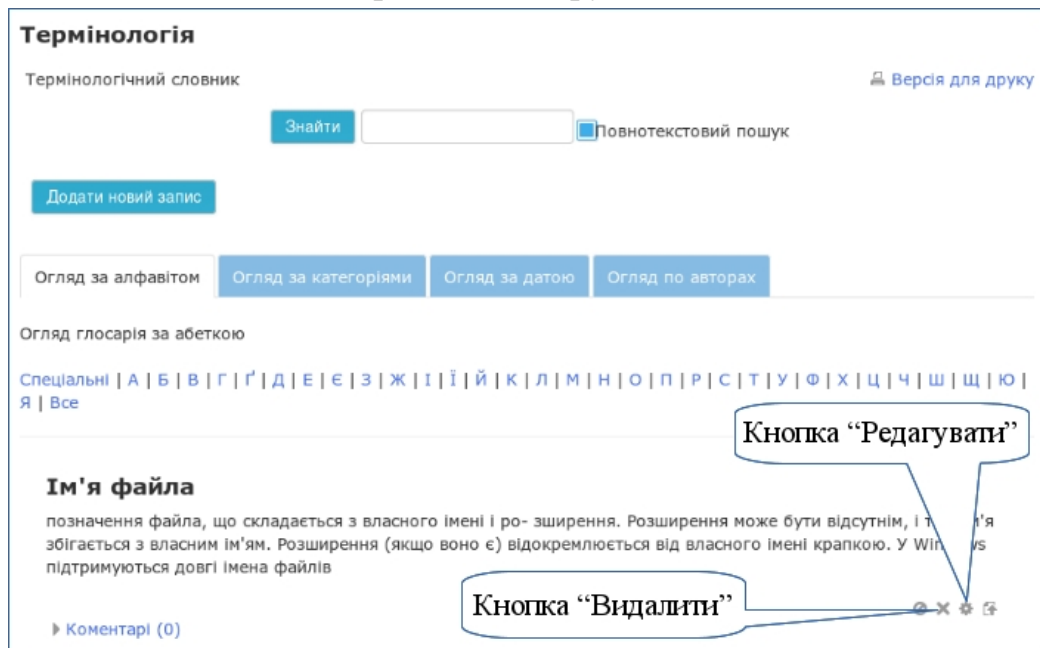 Термінологія
Термінологічний словник
Версія для друку
Знайти
Повнотекстовий пошук
Додати новий запис
Огляд за алфавітом Огляд за категоріями Огляд за датою Огляд по авторах
Огляд глосарія за абеткою
Спеціальні | А | Б | В | Г | Ґ | Д | Е | Є | З | Ж | І | Ї | Й | К | Л | М | Н | О | П | Р | С | Т | У | Ф | Х | Ц | Ч | Ш | Щ | Ю |
Я | Все
Кнопка “Редагувати”
Ім'я файла
позначення файла, що складається з власного імені і ро- зширення. Розширення може бути відсутнім, і
збігається з власним ім'ям. Розширення (якщо воно є) відокремлюється від власного імені крапкою. У
підтримуються довгі імена файлів
Кнопка “Видалити”
Коментарі (0)